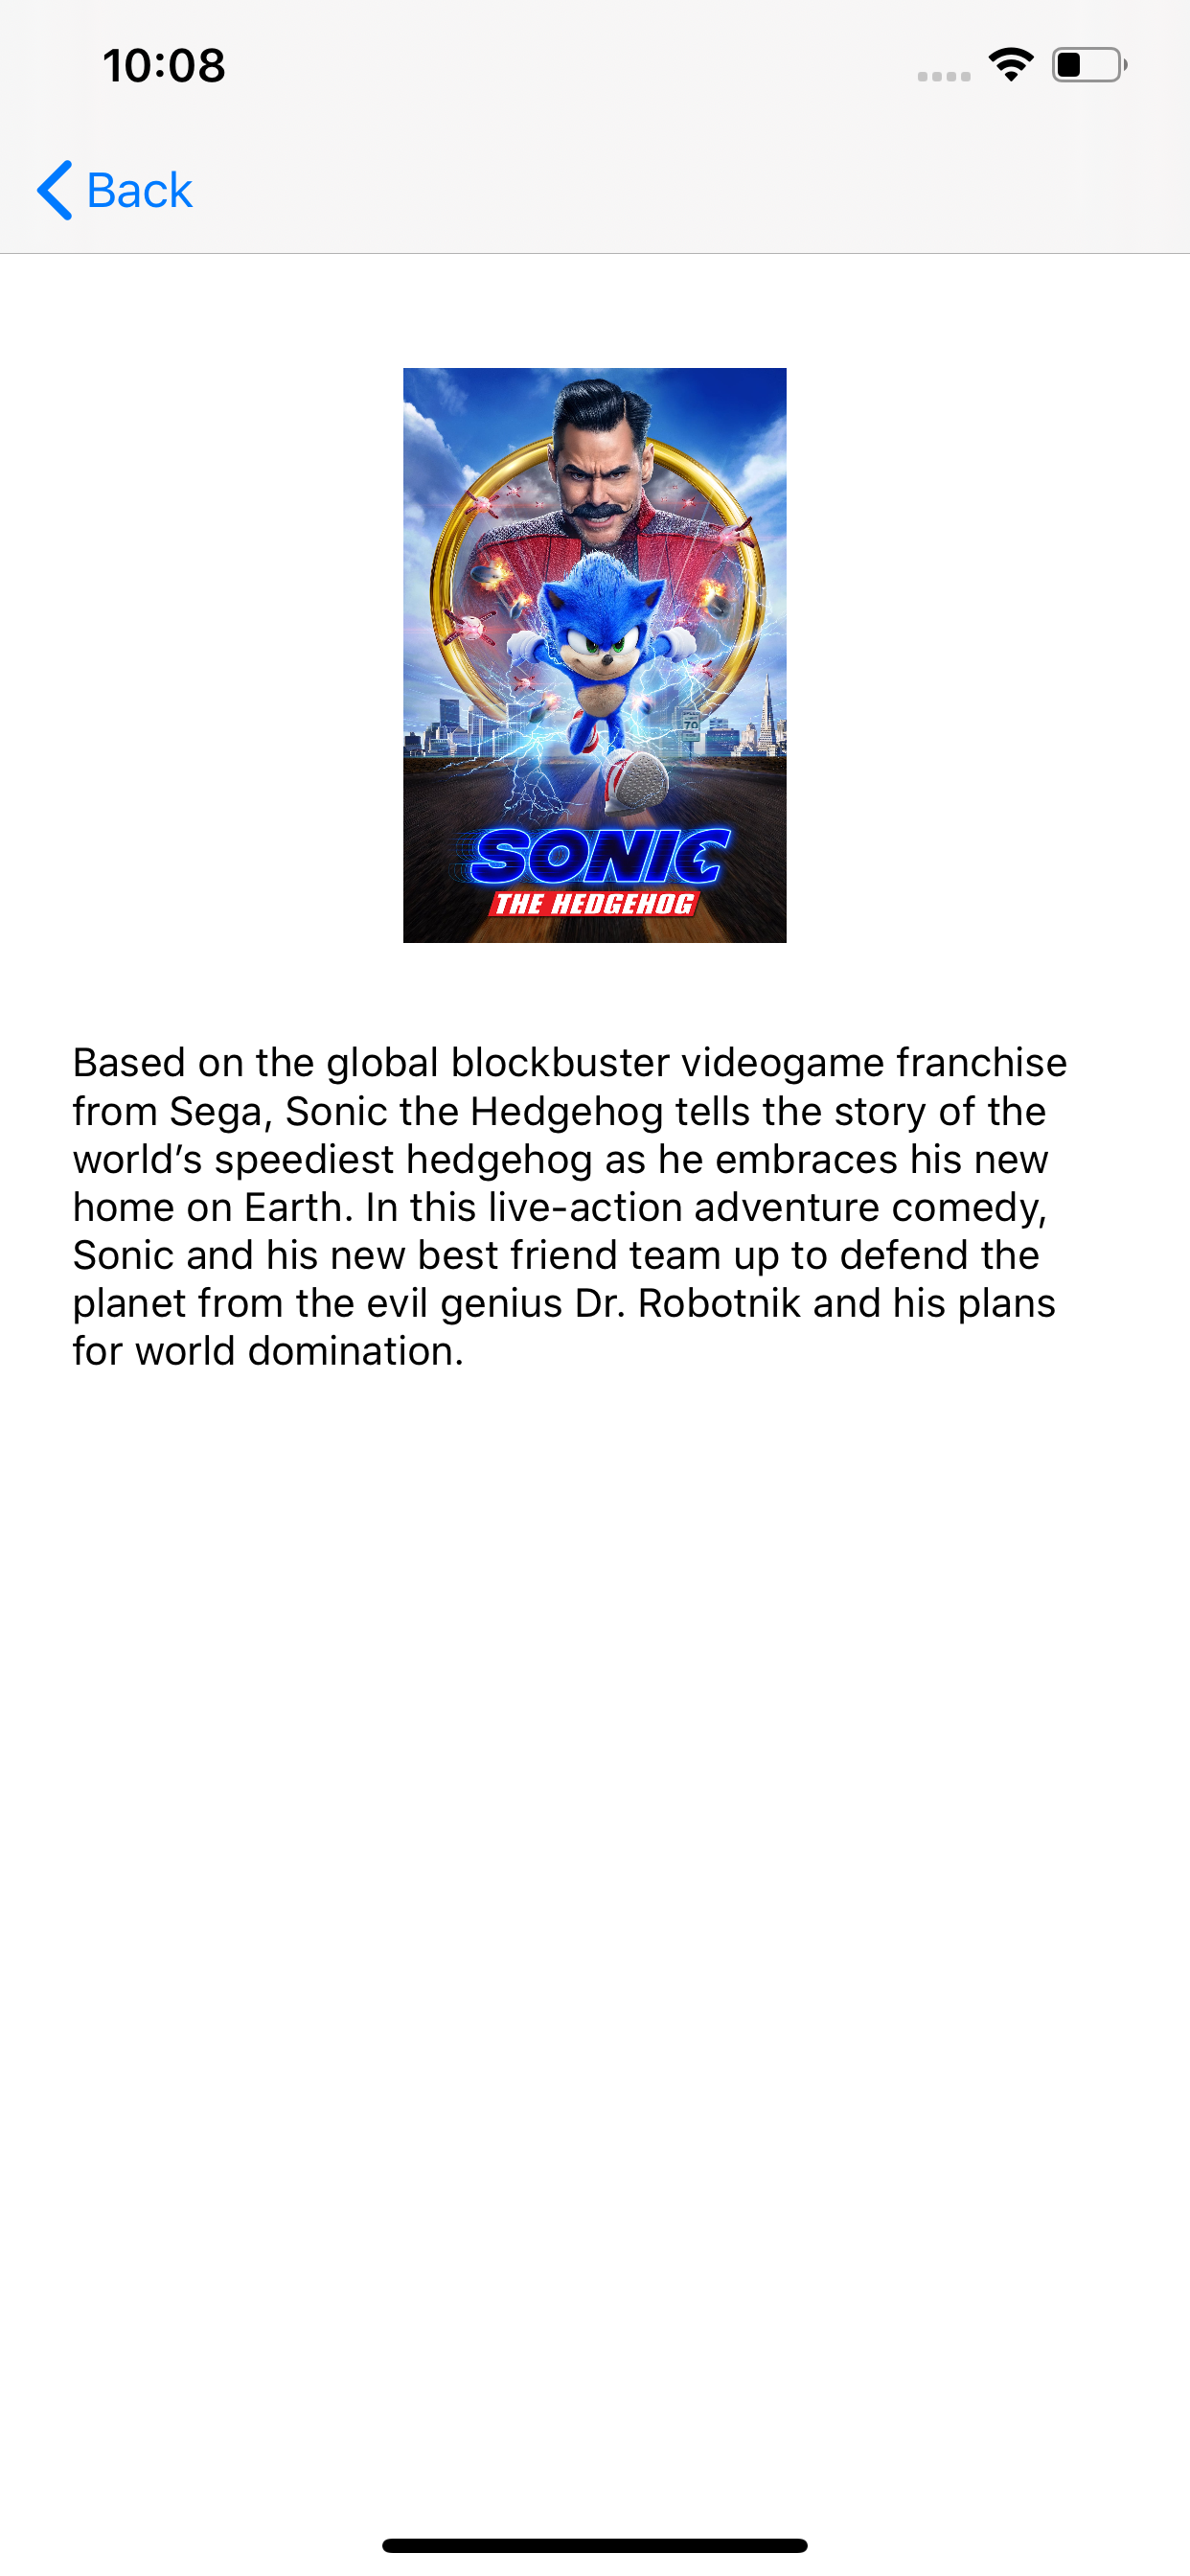 10:08
Back
70
SONIC
THE HEDGEHOG
Based on the global blockbuster videogame franchise
from Sega, Sonic the Hedgehog tells the story of the
world’s speediest hedgehog as he embraces his new
home on Earth. In this live-action adventure comedy,
Sonic and his new best friend team up to defend the
planet from the evil genius Dr. Robotnik and his plans
for world domination.